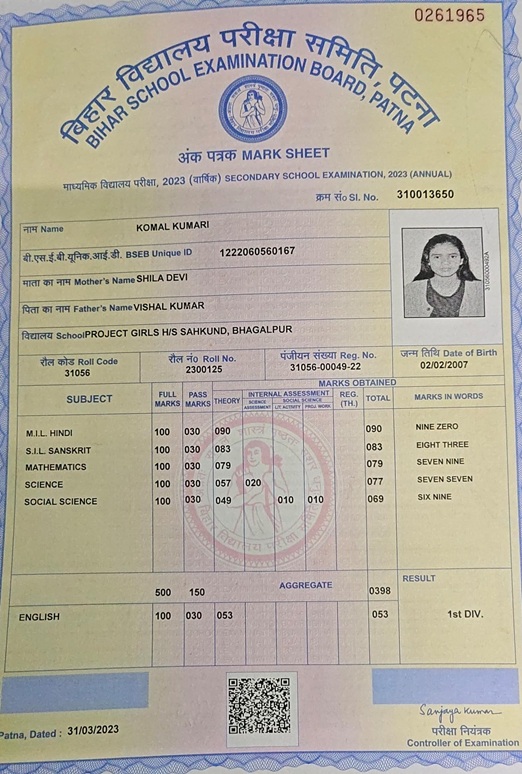 0261965
बिहार विद्यालय परीक्षा समिति, पटना
BIHAR SCHOOL EXAMINATION BOARD, PATNA
अंक पत्रक MARK SHEET
माध्यमिक विद्यालय परीक्षा, 2023 (वार्षिक) SECONDARY SCHOOL EXAMINATION, 2023 (ANNUAL)
क्रम सं० Sl. No. 310013650
नाम Name KOMAL KUMARI
बी.एस.ई.बी.यूनिक.आई.डी. BSEB Unique ID 1222060560167
माता का नाम Mother's Name SHILA DEVI
पिता का नाम Father's Name VISHAL KUMAR
विद्यालय School PROJECT GIRLS H/S SAHKUND, BHAGALPUR
रौल कोड Roll Code रौल नं० Roll No. पंजीयन संख्या Reg. No. जन्म तिथि Date of Birth
31056 2300125 31056-00049-22 02/02/2007
MARKS OBTAINED
SUBJECT FULL MARKS PASS MARKS THEORY INTERNAL ASSESSMENT SCIENCE ASSESSMENT SOCIAL SCIENCE LIT. ACTIVITY PROJ. WORK REG. (TH.) TOTAL MARKS IN WORDS
M.I.L. HINDI 100 030 090 090 NINE ZERO
S.I.L. SANSKRIT 100 030 083 083 EIGHT THREE
MATHEMATICS 100 030 079 079 SEVEN NINE
SCIENCE 100 030 057 020 077 SEVEN SEVEN
SOCIAL SCIENCE 100 030 049 010 010 069 SIX NINE
500 150 AGGREGATE 0398 RESULT
ENGLISH 100 030 053 053 1st DIV.
Patna, Dated : 31/03/2023
Sanjaya Kumar
परीक्षा नियंत्रक
Controller of Examination